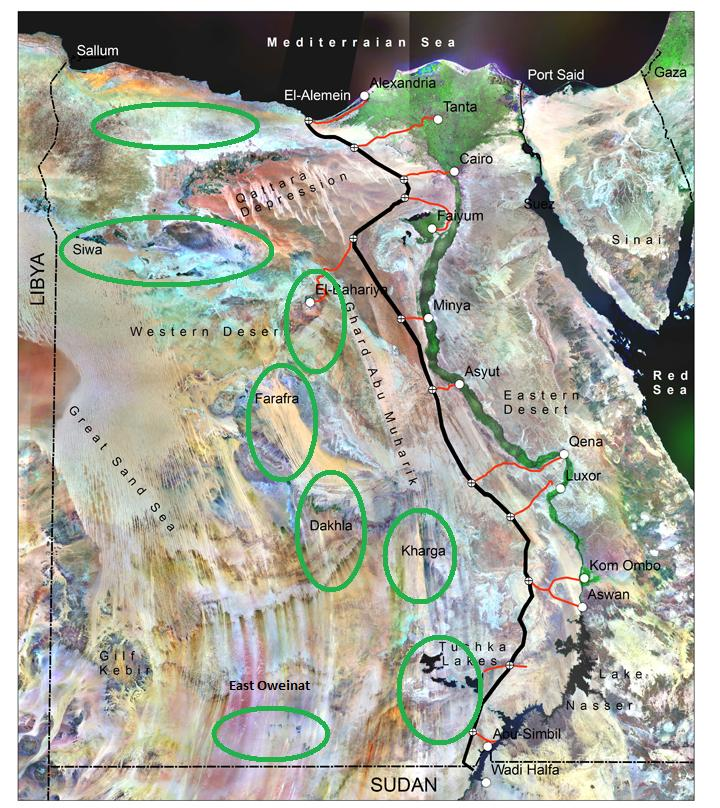 Mediterraian Sea
Sallum
Gaza
Port Said
Alexandria
El-Alemein
Tanta
Cairo
Qattara
Depression
Suez
Faiyum
Sinai
Siwa
LIBYA
El-Bahariya
Minya
Western Deser
Ghard Abu Muharik
Red
Sea
Asyut
Eastern
Desert
Farafra
Great Sand Sea
Qena
Luxor
Dakhla
Kharga
Kom Ombo
Aswan
Tushka
Lakes
Gilf
Kebir
Lake
Nasser
East Oweinat
Abu-Simbil
Wadi Halfa
SUDAN